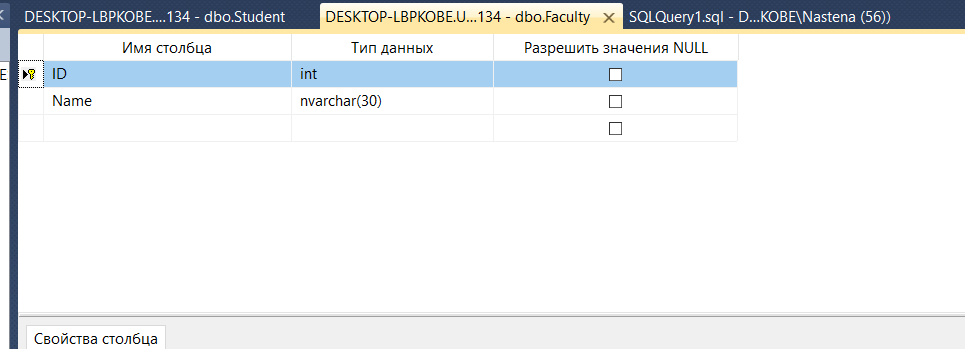 DESKTOP-LBPKOBE....134 - dbo.Student DESKTOP-LBPKOBE.U...134 - dbo.Faculty SQLQuery1.sql - D...KOBE\Nastena (56))
Имя столбца Тип данных Разрешить значения NULL
E ID int
Name nvarchar(30)
Свойства столбца